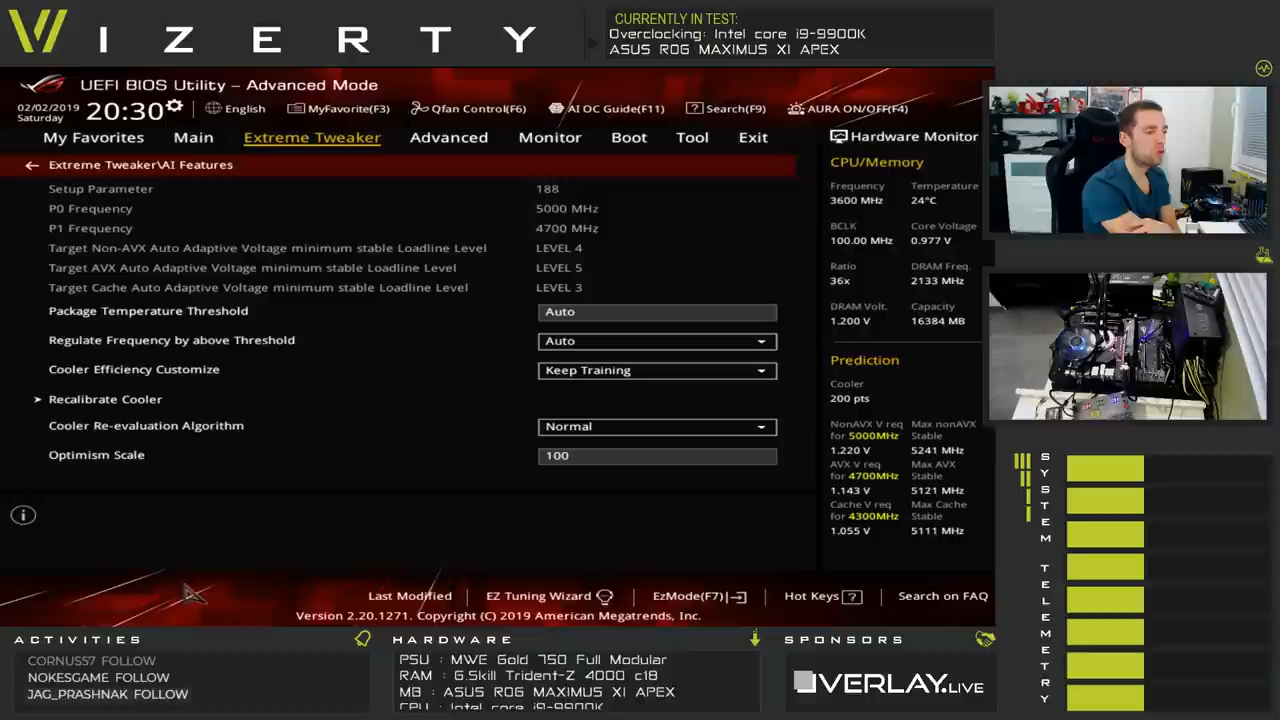 WIZERTY
CURRENTLY IN TEST:
Overclocking: Intel core i9-9900K
ASUS ROG MAXIMUS XI APEX
UEFI BIOS Utility – Advanced Mode
02/02/2019
Saturday
20:30
English
MyFavorite(F3)
Qfan Control(F6)
AI OC Guide(F11)
Search(F9)
AURA ON/OFF(F4)
My Favorites
Main
Extreme Tweaker
Advanced
Monitor
Boot
Tool
Exit
Extreme Tweaker\AI Features
Setup Parameter 188
P0 Frequency 5000 MHz
P1 Frequency 4700 MHz
Target Non-AVX Auto Adaptive Voltage minimum stable Loadline Level LEVEL 4
Target AVX Auto Adaptive Voltage minimum stable Loadline Level LEVEL 5
Target Cache Auto Adaptive Voltage minimum stable Loadline Level LEVEL 3
Package Temperature Threshold Auto
Regulate Frequency by above Threshold Auto
Cooler Efficiency Customize Keep Training
Recalibrate Cooler
Cooler Re-evaluation Algorithm Normal
Optimism Scale 100
Hardware Monitor
CPU/Memory
Frequency Temperature
3600 MHz 24°C
BCLK Core Voltage
100.00 MHz 0.977 V
Ratio DRAM Freq.
36x 2133 MHz
DRAM Volt. Capacity
1.200 V 16384 MB
Prediction
Cooler
200 pts
NonAVX V req Max nonAVX
for 5000MHz Stable
1.220 V 5241 MHz
AVX V req Max AVX
for 4700MHz Stable
1.143 V 5121 MHz
Cache V req Max Cache
for 4300MHz Stable
1.055 V 5111 MHz
Last Modified
EZ Tuning Wizard
EzMode(F7)
Hot Keys ?
Search on FAQ
Version 2.20.1271. Copyright (C) 2019 American Megatrends, Inc.
SYSTEM TELEMETRY
ACTIVITIES
CORNUS57 FOLLOW
NOKESGAME FOLLOW
JAG_PRASHNAK FOLLOW
HARDWARE
PSU : MWE Gold 750 Full Modular
RAM : G.Skill Trident-Z 4000 c18
MB : ASUS ROG MAXIMUS XI APEX
CPU : Intel core i9-9900K
SPONSORS
OVERLAY.LIVE